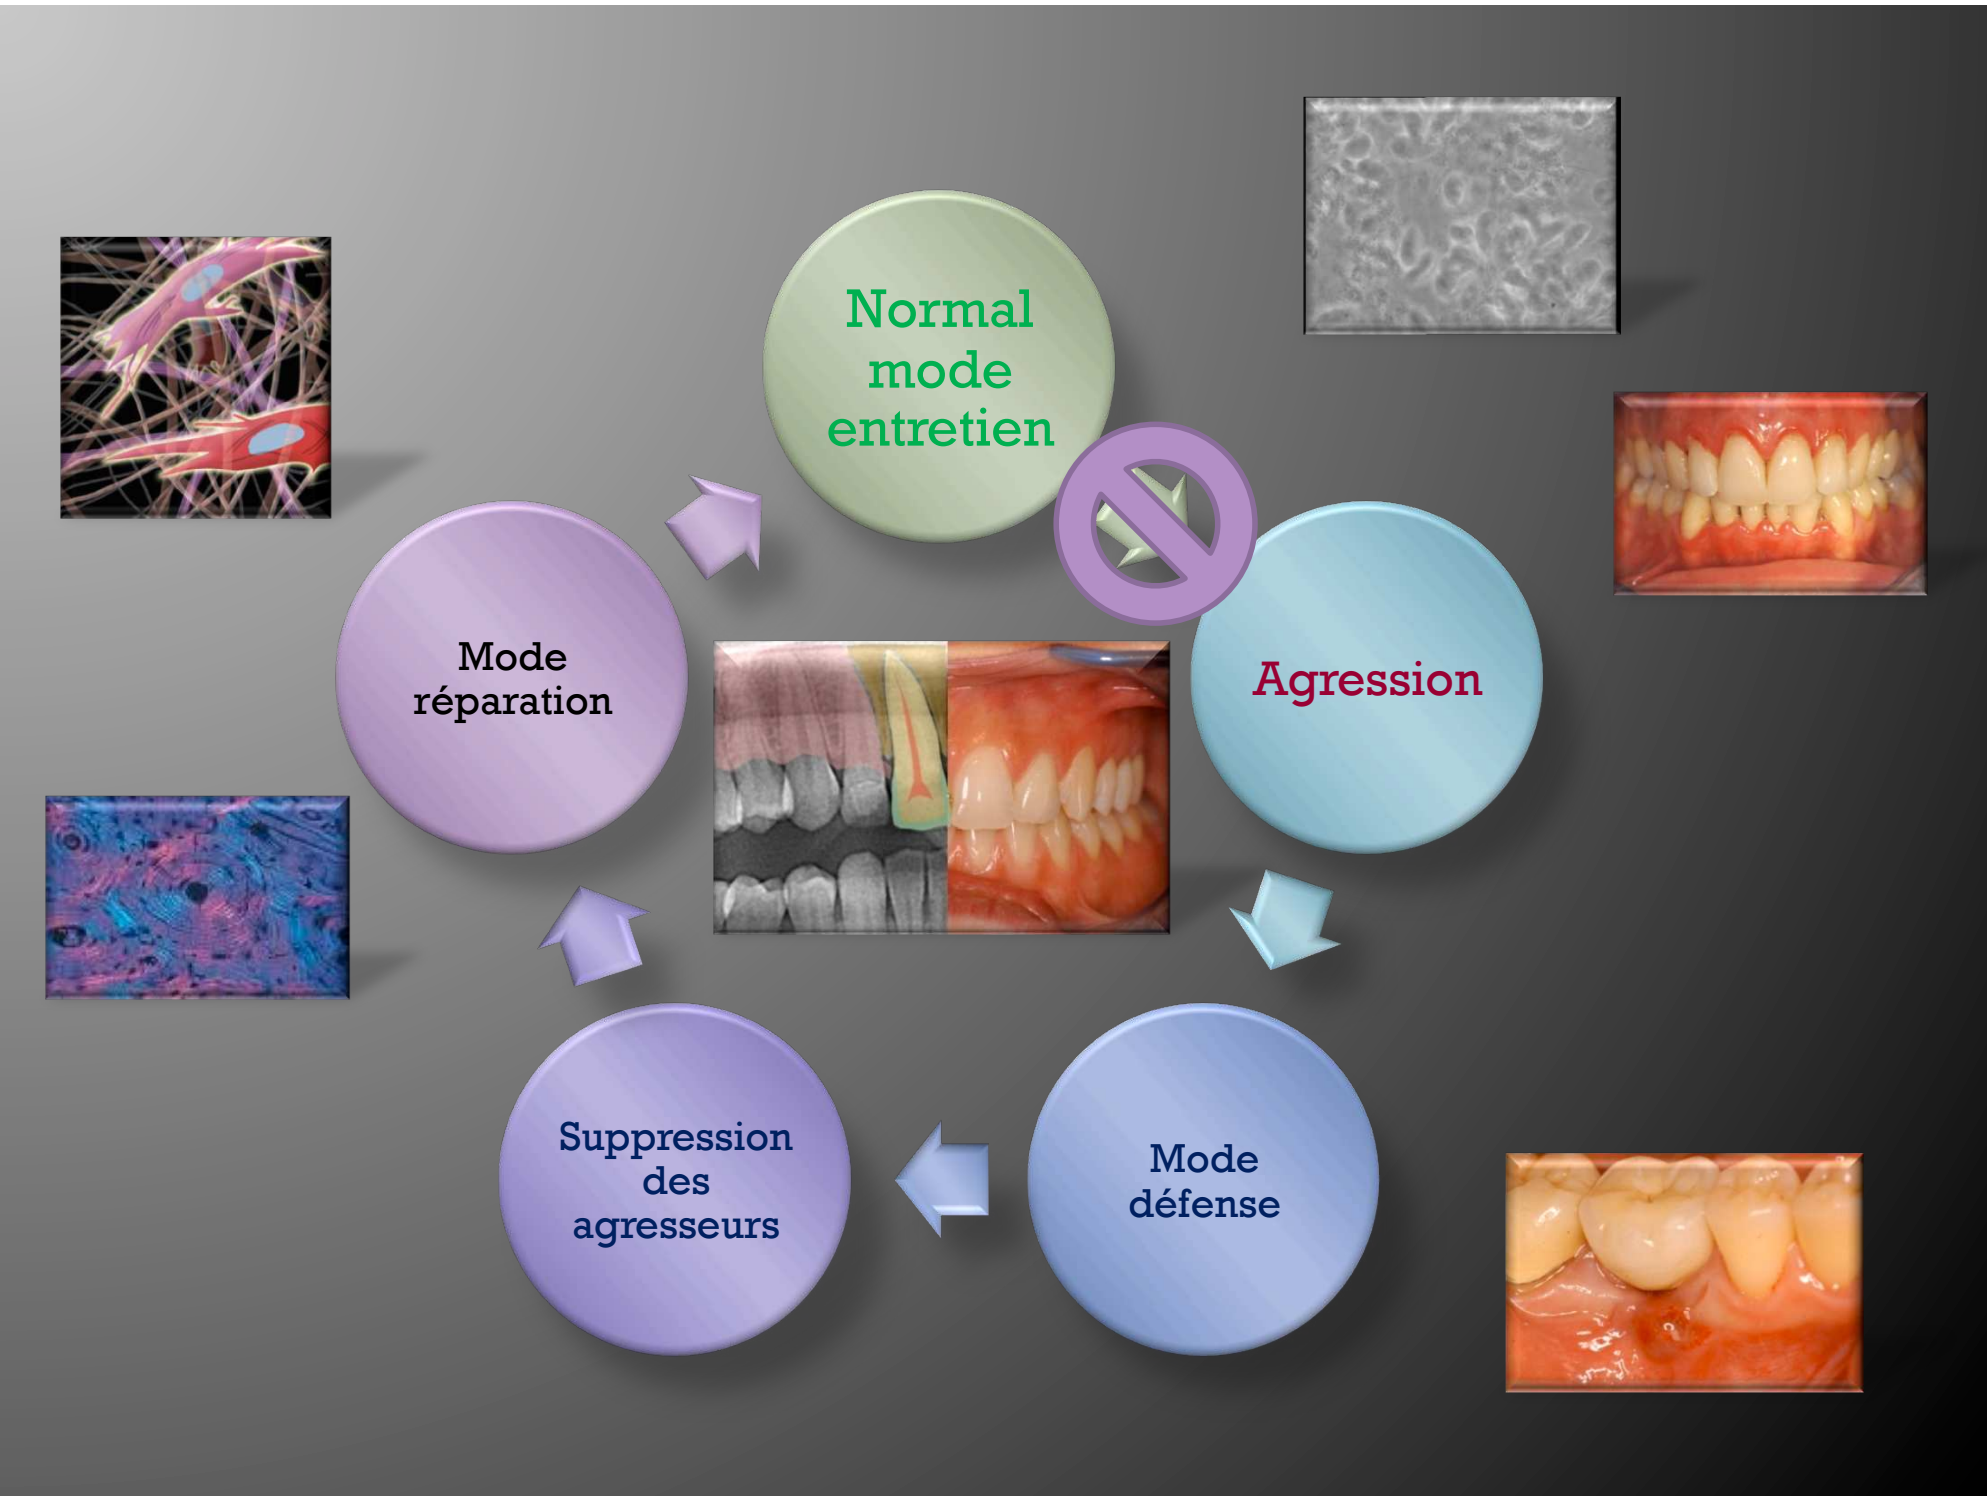 Normal
mode
entretien
Agression
Mode
défense
Suppression
des
agresseurs
Mode
réparation